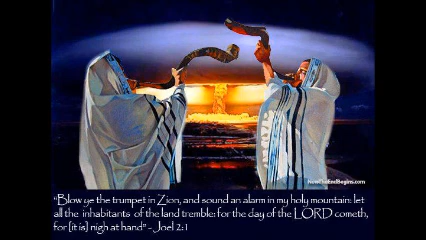 NowTheEndBegins.com
"Blow ye the trumpet in Zion, and sound an alarm in my holy mountain: let
all the inhabitants of the land tremble: for the day of the LORD cometh,
for [it is] nigh at hand" - Joel 2:1